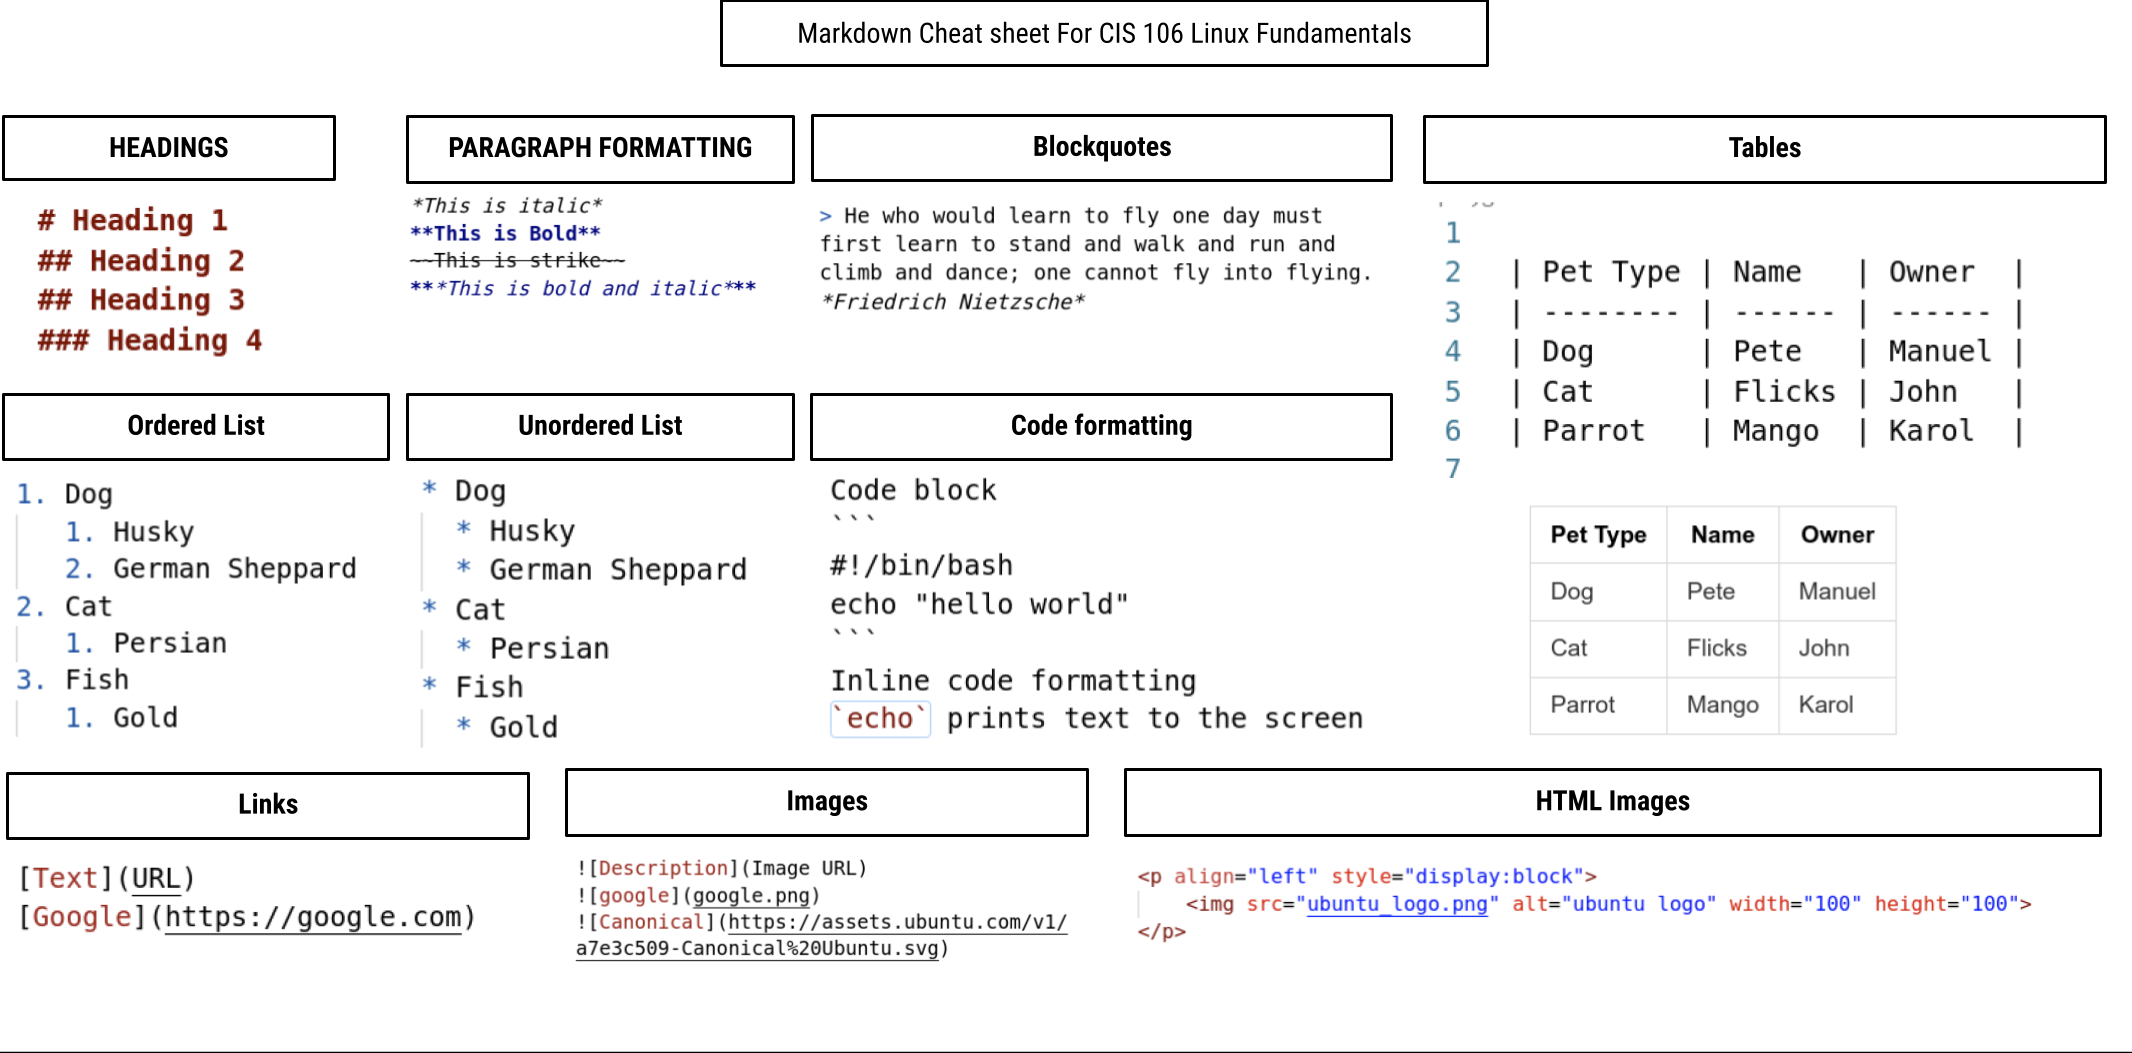 Markdown Cheat sheet For CIS 106 Linux Fundamentals
HEADINGS
# Heading 1
## Heading 2
## Heading 3
### Heading 4
PARAGRAPH FORMATTING
*This is italic*
**This is Bold**
~~This is strike~~
***This is bold and italic***
Blockquotes
> He who would learn to fly one day must
first learn to stand and walk and run and
climb and dance; one cannot fly into flying.
*Friedrich Nietzsche*
Tables
1
2 | Pet Type | Name | Owner |
3 | -------- | ------ | ------ |
4 | Dog | Pete | Manuel |
5 | Cat | Flicks | John |
6 | Parrot | Mango | Karol |
7
Pet Type Name Owner
Dog Pete Manuel
Cat Flicks John
Parrot Mango Karol
Ordered List
1. Dog
1. Husky
2. German Sheppard
2. Cat
1. Persian
3. Fish
1. Gold
Unordered List
* Dog
* Husky
* German Sheppard
* Cat
* Persian
* Fish
* Gold
Code formatting
Code block
```
#!/bin/bash
echo "hello world"
```
Inline code formatting
`echo` prints text to the screen
Links
[Text](URL)
[Google](https://google.com)
Images
![Description](Image URL)
![google](google.png)
![Canonical](https://assets.ubuntu.com/v1/
a7e3c509-Canonical%20Ubuntu.svg)
HTML Images
<p align="left" style="display:block">
<img src="ubuntu_logo.png" alt="ubuntu logo" width="100" height="100">
</p>